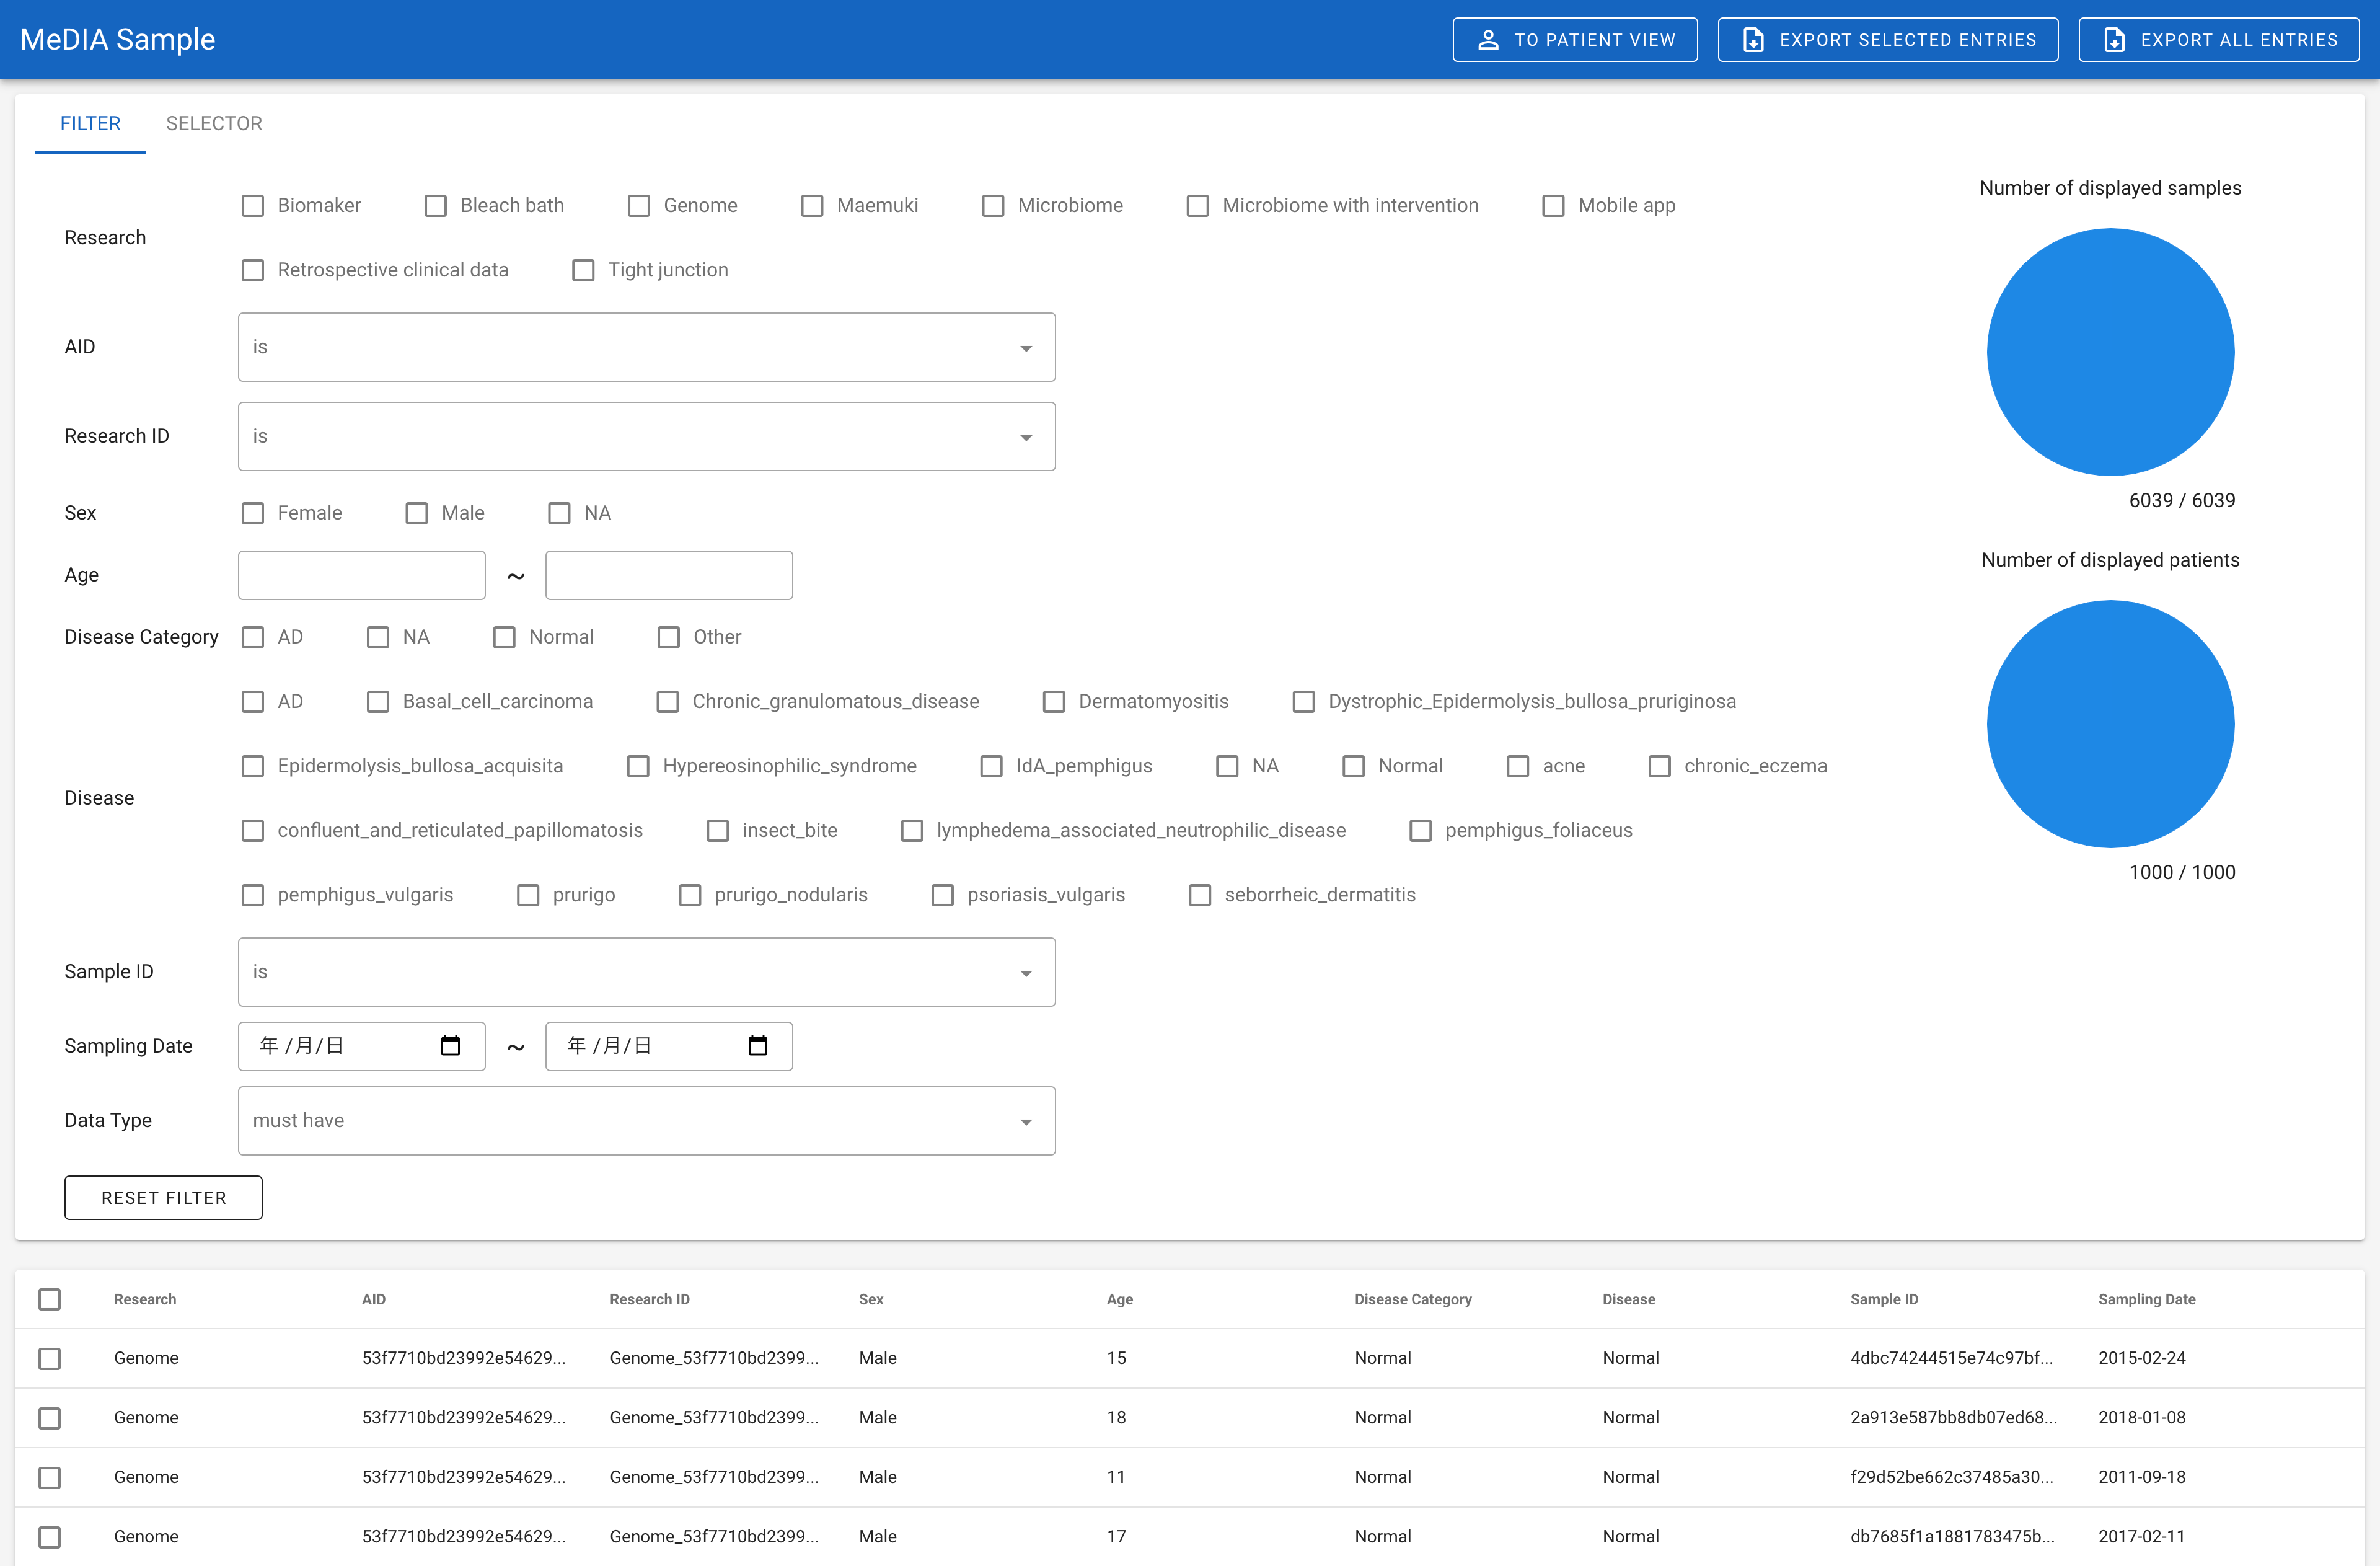 MeDIA Sample
TO PATIENT VIEW
EXPORT SELECTED ENTRIES
EXPORT ALL ENTRIES
FILTER SELECTOR
Research
Biomaker Bleach bath Genome Maemuki Microbiome Microbiome with intervention Mobile app
Retrospective clinical data Tight junction
AID is
Research ID is
Sex Female Male NA
Age ~
Disease Category AD NA Normal Other
Disease
AD Basal_cell_carcinoma Chronic_granulomatous_disease Dermatomyositis Dystrophic_Epidermolysis_bullosa_pruriginosa
Epidermolysis_bullosa_acquisita Hypereosinophilic_syndrome IdA_pemphigus NA Normal acne chronic_eczema
confluent_and_reticulated_papillomatosis insect_bite lymphedema_associated_neutrophilic_disease pemphigus_foliaceus
pemphigus_vulgaris prurigo prurigo_nodularis psoriasis_vulgaris seborrheic_dermatitis
Sample ID is
Sampling Date 年 /月/日 ~ 年 /月/日
Data Type must have
RESET FILTER
Number of displayed samples
6039 / 6039
Number of displayed patients
1000 / 1000
Research AID Research ID Sex Age Disease Category Disease Sample ID Sampling Date
Genome 53f7710bd23992e54629... Genome_53f7710bd2399... Male 15 Normal Normal 4dbc74244515e74c97bf... 2015-02-24
Genome 53f7710bd23992e54629... Genome_53f7710bd2399... Male 18 Normal Normal 2a913e587bb8db07ed68... 2018-01-08
Genome 53f7710bd23992e54629... Genome_53f7710bd2399... Male 11 Normal Normal f29d52be662c37485a30... 2011-09-18
Genome 53f7710bd23992e54629... Genome_53f7710bd2399... Male 17 Normal Normal db7685f1a1881783475b... 2017-02-11